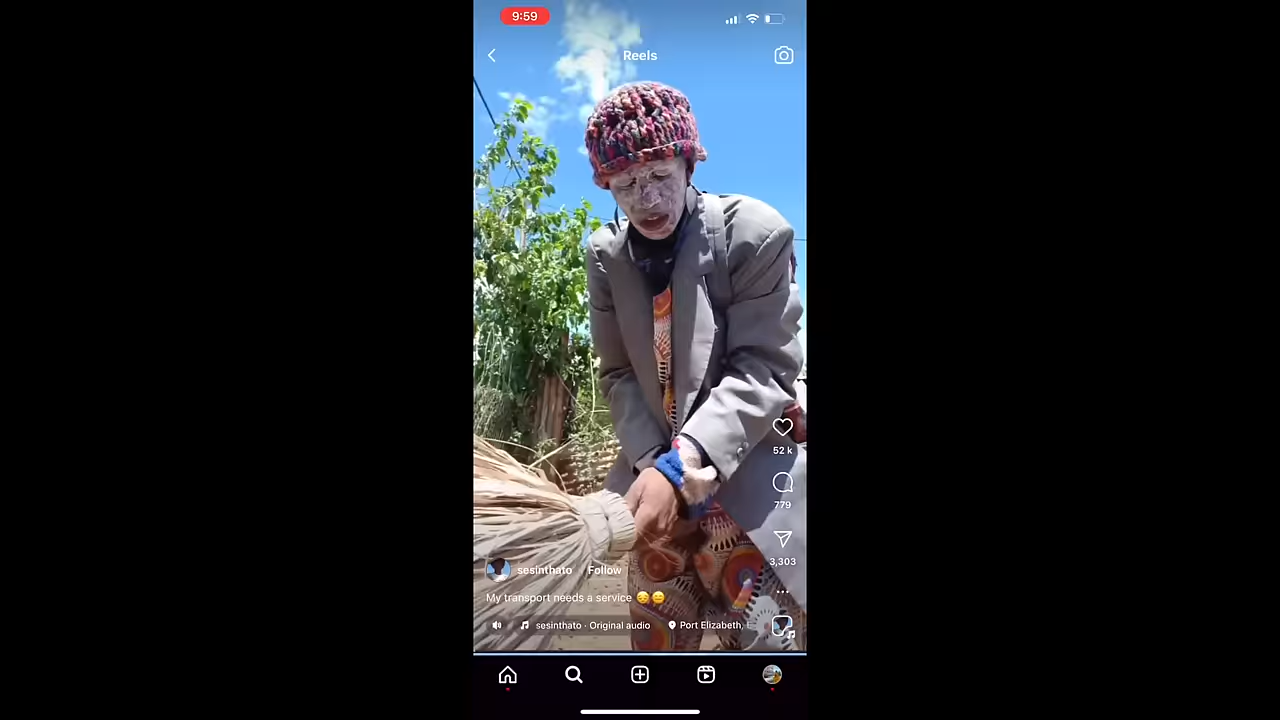 9:59
Reels
52 k
779
3,303
sesinthato Follow
My transport needs a service 😔😑
sesinthato · Original audio Port Elizabeth,